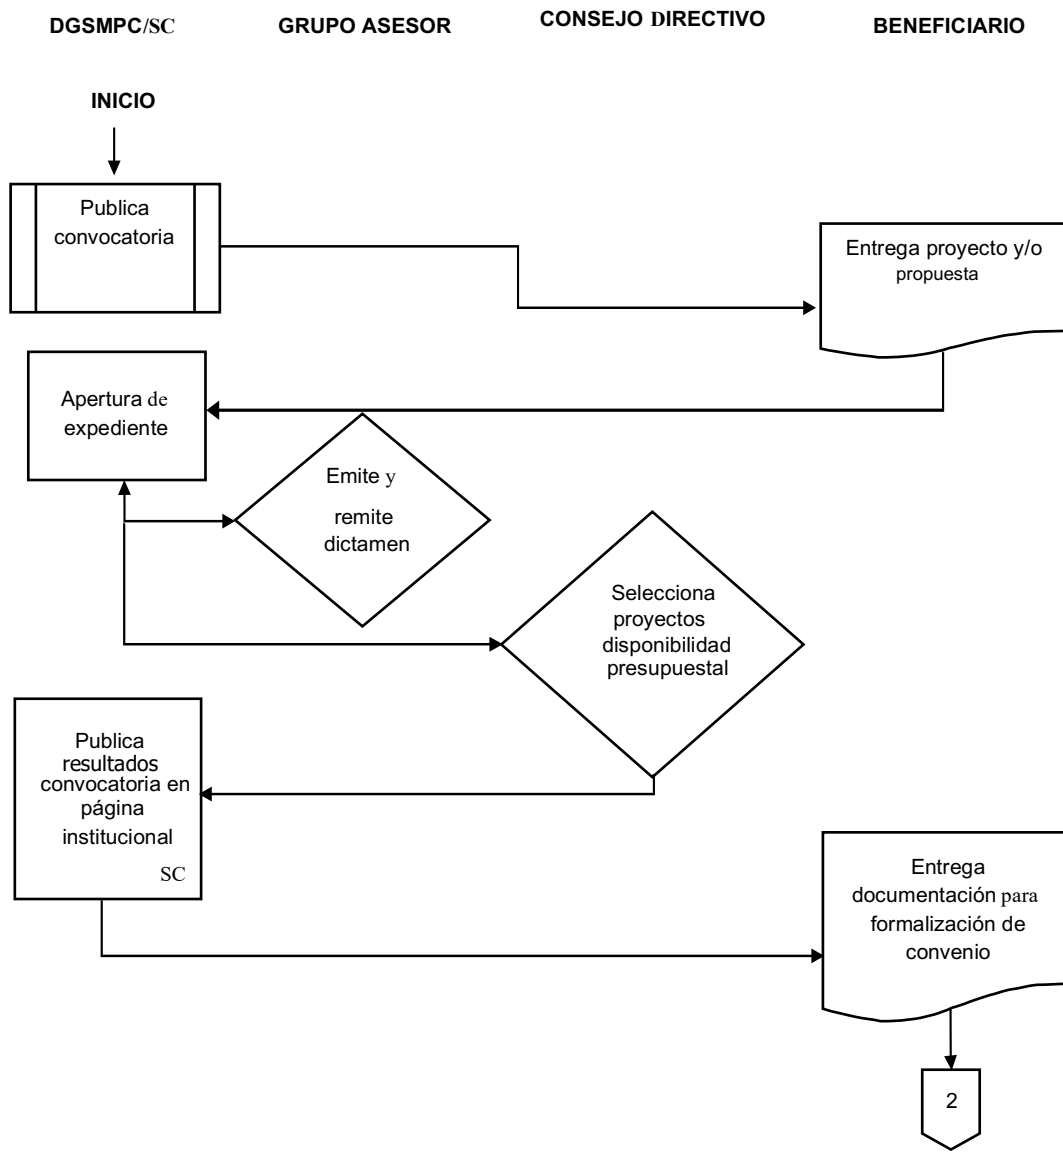 DGSMPC/SC
GRUPO ASESOR
CONSEJO DIRECTIVO
BENEFICIARIO
INICIO
Publica
convocatoria
Entrega proyecto y/o
propuesta
Apertura de
expediente
Emite y
remite
dictamen
Selecciona
proyectos
disponibilidad
presupuestal
Publica
resultados
convocatoria en
página
institucional
SC
Entrega
documentación para
formalización de
convenio
2